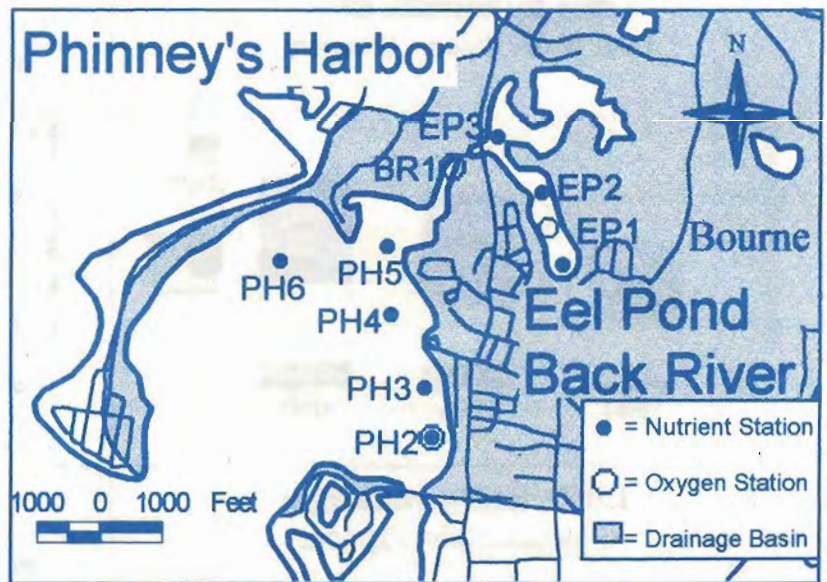 Phinney's Harbor
N
EP3
BR1
EP2
EP1
Bourne
PH5
PH6
PH4
Eel Pond
Back River
PH3
PH2
= Nutrient Station
= Oxygen Station
= Drainage Basin
1000 0 1000 Feet